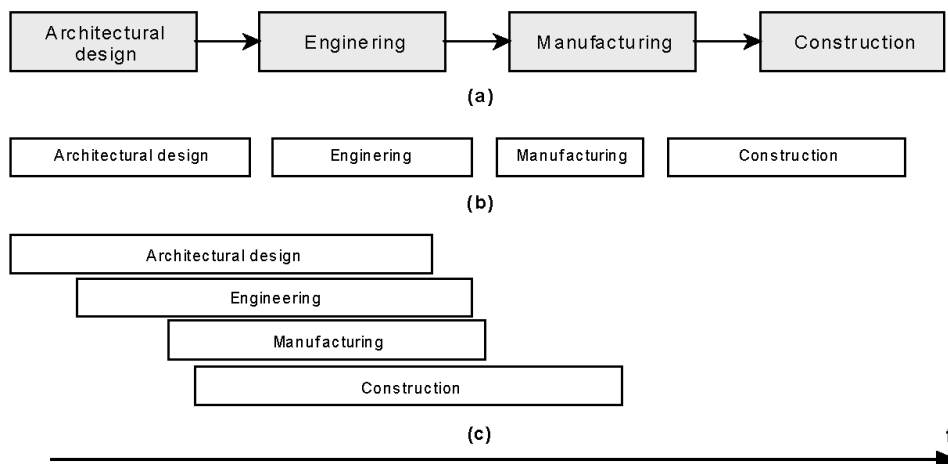 Architectural
design
Enginering
Manufacturing
Construction
(a)
Architectural design
Enginering
Manufacturing
Construction
(b)
Architectural design
Engineering
Manufacturing
Construction
(c)